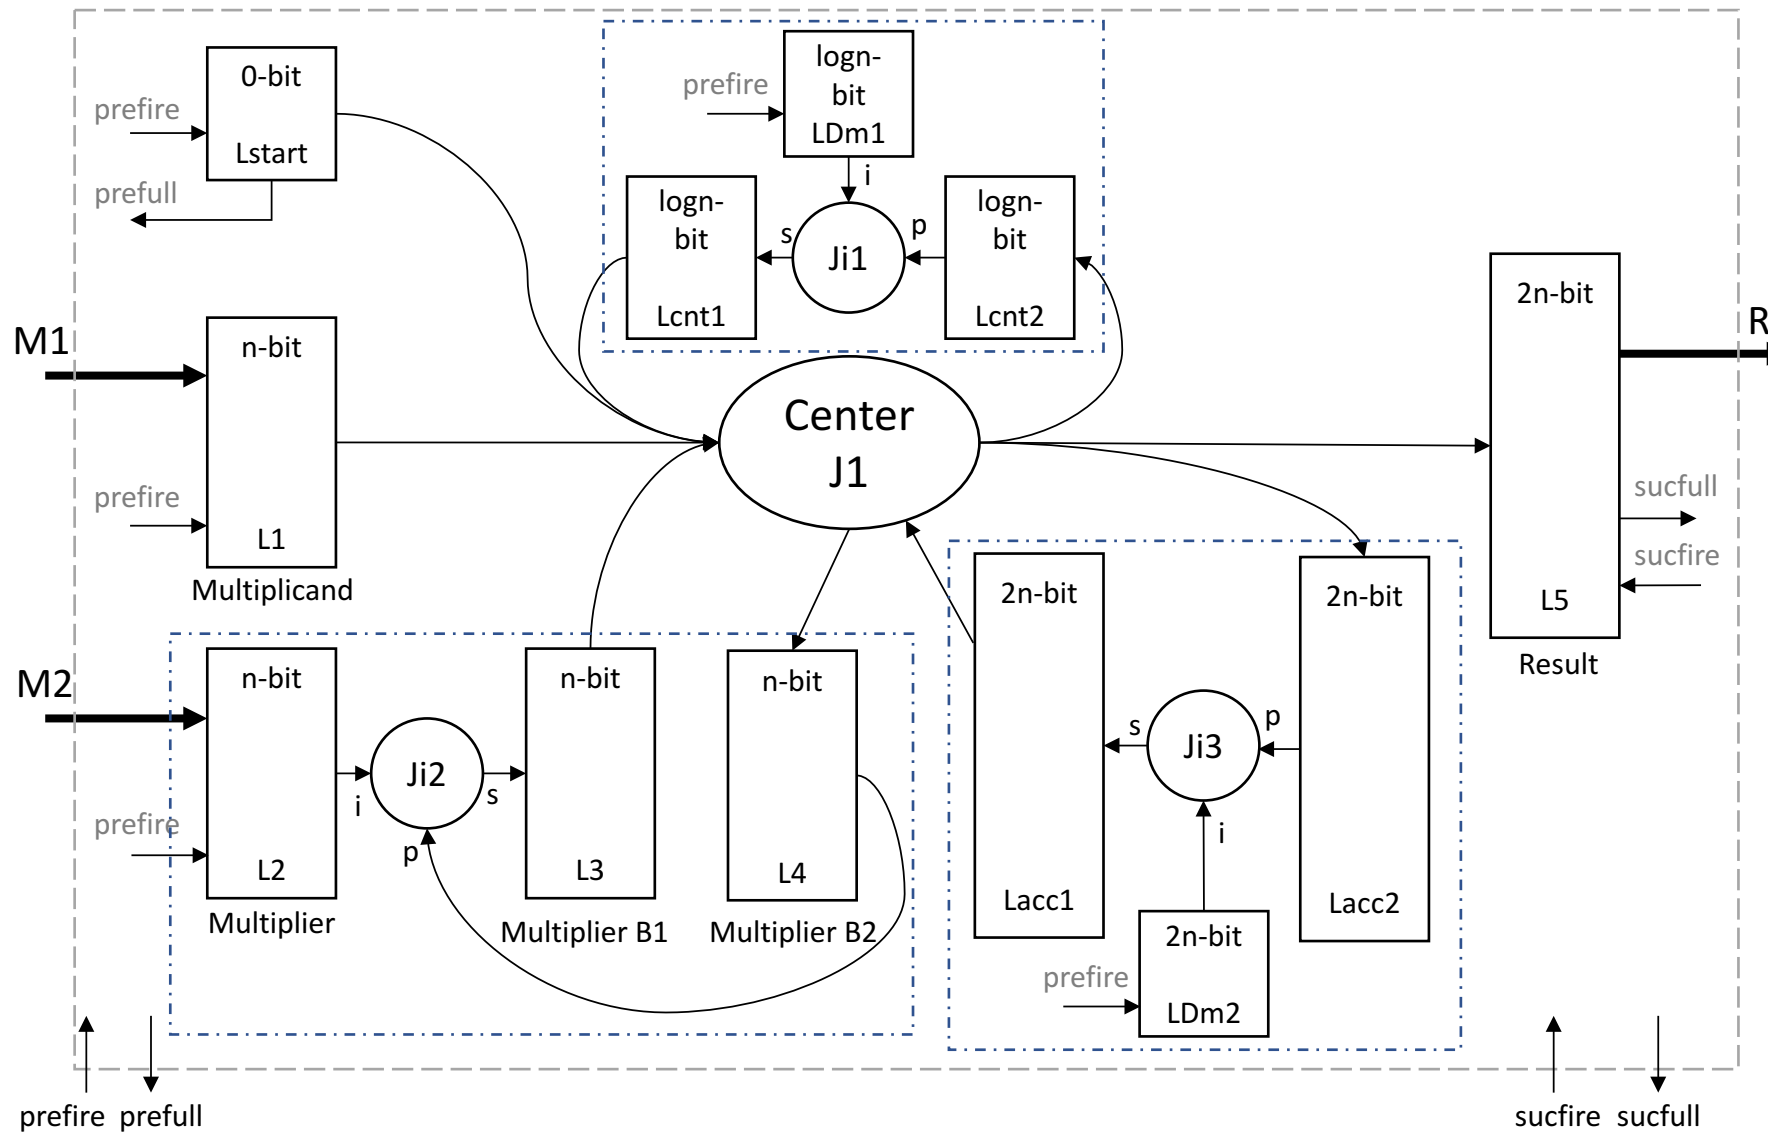 0-bit
Lstart
prefire
prefull
prefire
logn-
bit
LDm1
i
logn-
bit
Lcnt1
s
Ji1
p
logn-
bit
Lcnt2
M1
n-bit
L1
Multiplicand
prefire
Center
J1
2n-bit
L5
Result
R
sucfull
sucfire
M2
n-bit
L2
Multiplier
prefire
i
Ji2
s
p
n-bit
L3
Multiplier B1
n-bit
L4
Multiplier B2
2n-bit
Lacc1
s
Ji3
p
i
2n-bit
Lacc2
prefire
2n-bit
LDm2
prefire prefull
sucfire sucfull